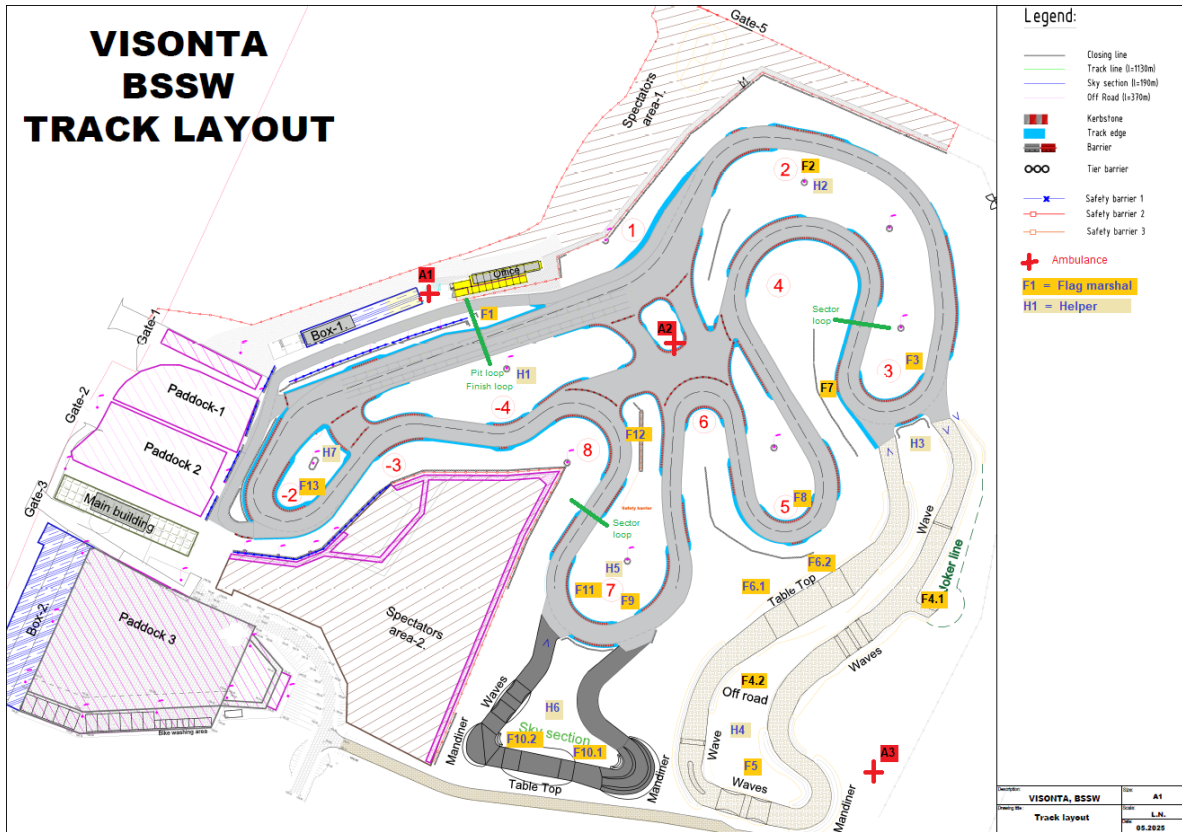 VISONTA
BSSW
TRACK LAYOUT
Gate-5
Spectators
area-1.
Legend:
Closing line
Track line (l=1130m)
Sky section (l=190m)
Off Road (l=370m)
Kerbstone
Track edge
Barrier
Tier barrier
Safety barrier 1
Safety barrier 2
Safety barrier 3
Ambulance
F1 = Flag marshal
H1 = Helper
2
F2
H2
1
A1
Office
4
Gate-1
Box-1.
F1
Sector
loop
A2
F3
3
Pit loop
Finish loop
H1
F7
Gate-2
Paddock-1
-4
6
H3
Paddock 2
H7
-3
8
F12
Gate-3
-2
F13
5
F8
Main building
Safety barrier
Sector
loop
Wave
Joker line
H5
F6.2
F6.1
Table Top
F11
7
F9
F4.1
Box-2.
Paddock 3
Spectators
area-2.
Waves
F4.2
Off road
Waves
H6
Sky section
H4
Bike washing area
Mandiner
F10.2
F10.1
Wave
F5
A3
Table Top
Mandiner
Waves
Mandiner
Description:
VISONTA, BSSW
Size:
A1
Drawing title:
Track layout
Scale:
L.N.
Date:
05.2025